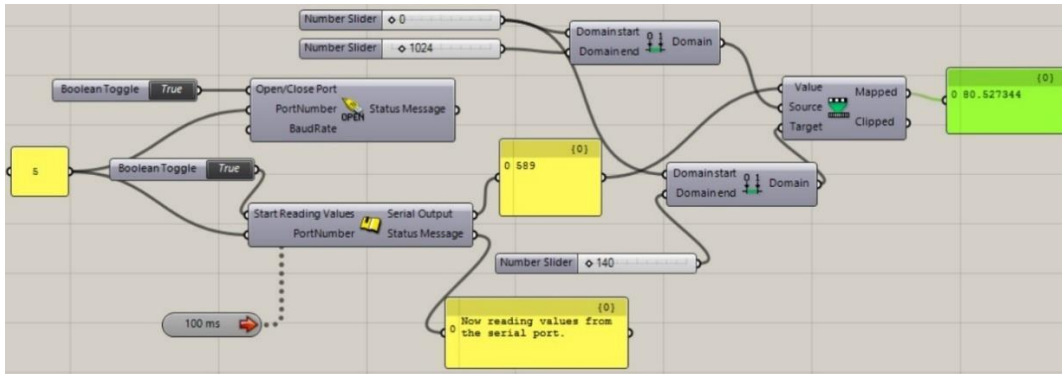 Number Slider ◇ 0
Number Slider ◇ 1024
Domain start
Domain end
Domain
Boolean Toggle True
Open/Close Port
PortNumber
BaudRate
OPEN
Status Message
Value
Source
Target
Mapped
Clipped
{0}
0 80.527344
5
Boolean Toggle True
{0}
0 589
Domain start
Domain end
Domain
Start Reading Values
PortNumber
Serial Output
Status Message
Number Slider ◇ 140
100 ms
{0}
0 Now reading values from
the serial port.